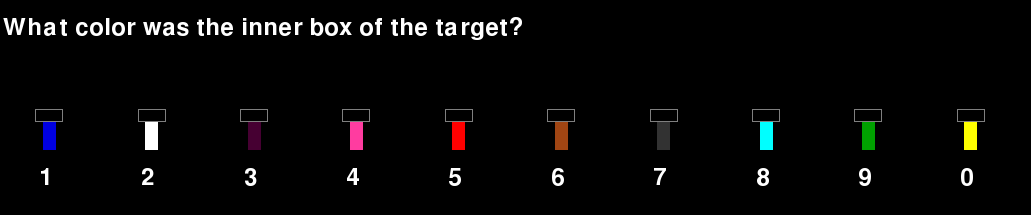 What color was the inner box of the target?
1 2 3 4 5 6 7 8 9 0